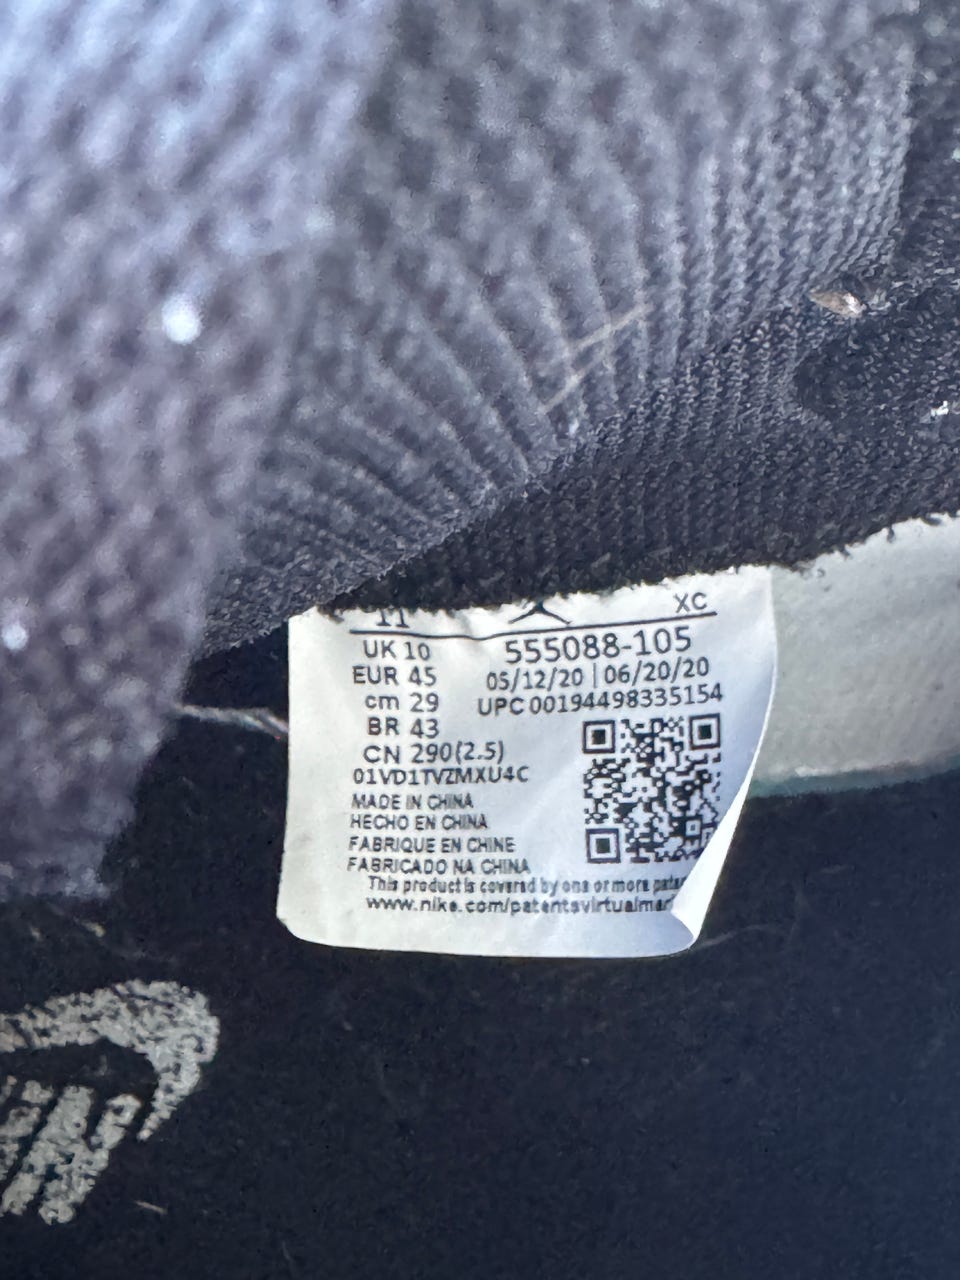 11 XC
UK 10 555088-105
EUR 45 05/12/20 | 06/20/20
cm 29 UPC 00194498335154
BR 43
CN 290(2.5)
01VD1TVZMXU4C
MADE IN CHINA
HECHO EN CHINA
FABRIQUE EN CHINE
FABRICADO NA CHINA
This product is covered by one or more
www.nike.com/patentsvirtualmar